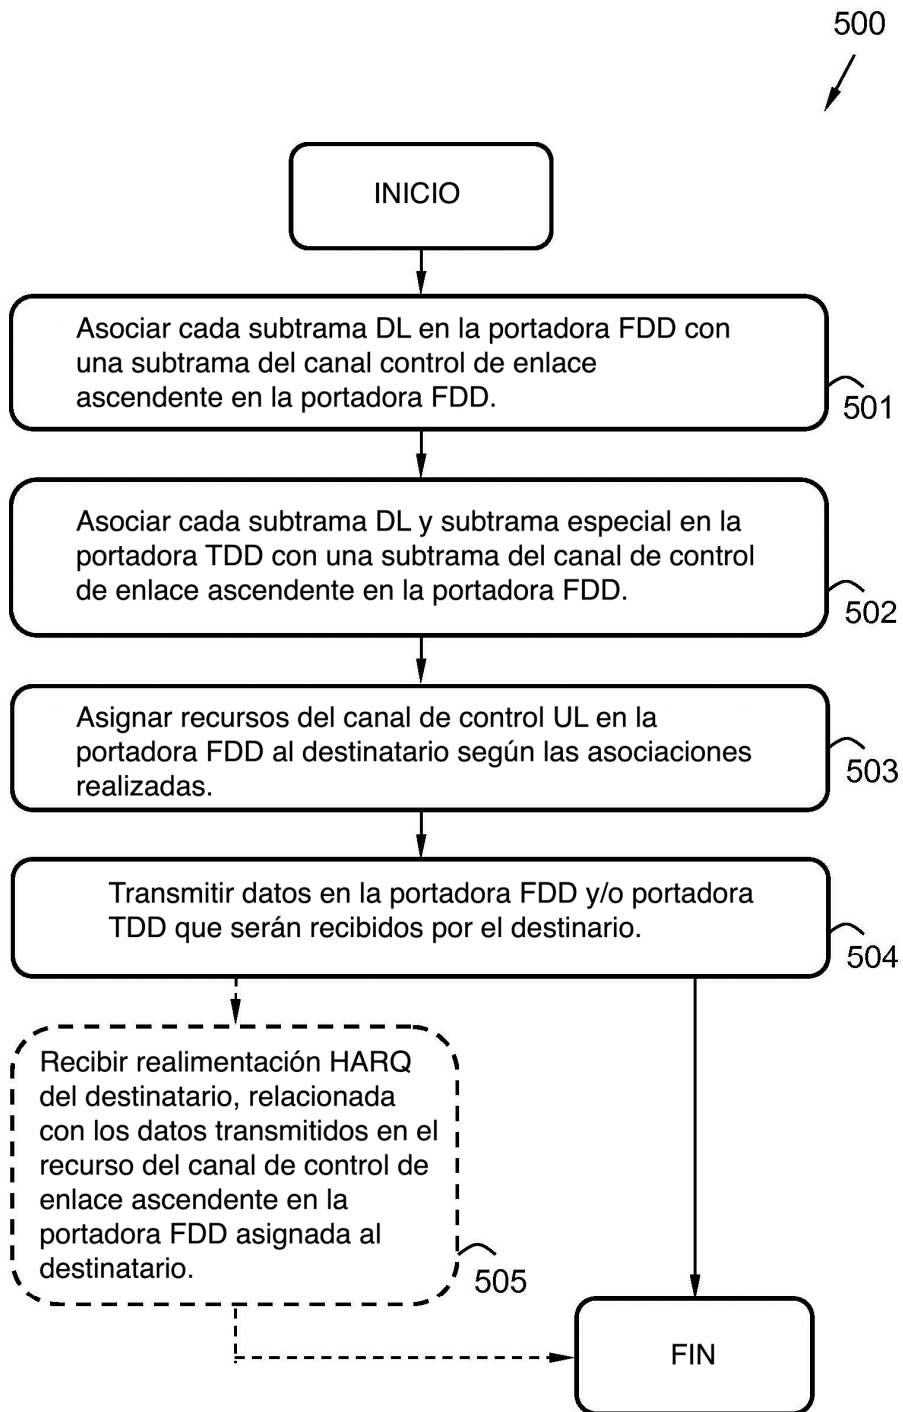 500
INICIO
Asociar cada subtrama DL en la portadora FDD con
una subtrama del canal control de enlace
ascendente en la portadora FDD.
501
Asociar cada subtrama DL y subtrama especial en la
portadora TDD con una subtrama del canal de control
de enlace ascendente en la portadora FDD.
502
Asignar recursos del canal de control UL en la
portadora FDD al destinatario según las asociaciones
realizadas.
503
Transmitir datos en la portadora FDD y/o portadora
TDD que serán recibidos por el destinario.
504
Recibir realimentación HARQ
del destinatario, relacionada
con los datos transmitidos en el
recurso del canal de control de
enlace ascendente en la
portadora FDD asignada al
destinatario.
505
FIN